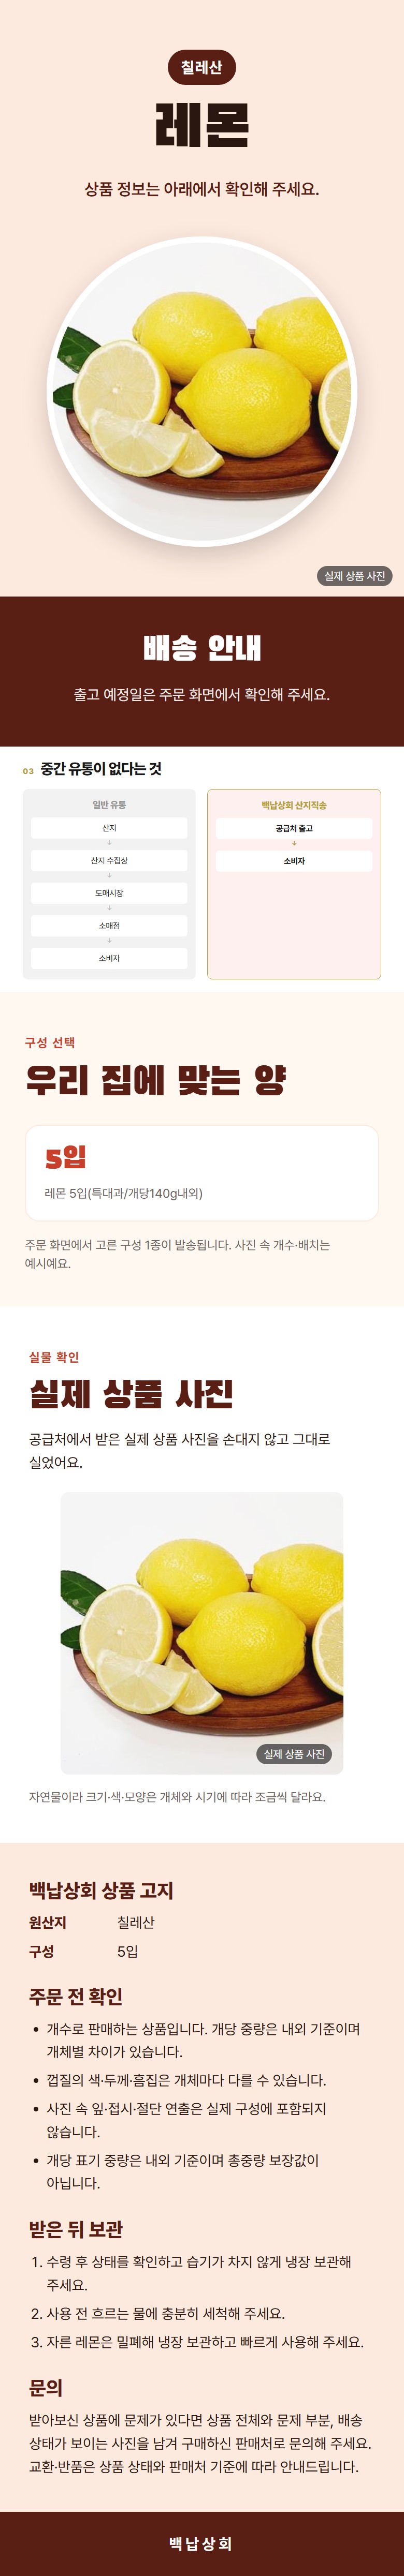 칠레산
레몬
상품 정보는 아래에서 확인해 주세요.
실제 상품 사진
배송 안내
출고 예정일은 주문 화면에서 확인해 주세요.
03 중간 유통이 없다는 것
일반 유통
산지
↓
산지 수집상
↓
도매시장
↓
소매점
↓
소비자
백납상회 산지직송
공급처 출고
↓
소비자
구성 선택
우리 집에 맞는 양
5입
레몬 5입(특대과/개당140g내외)
주문 화면에서 고른 구성 1종이 발송됩니다. 사진 속 개수·배치는
예시예요.
실물 확인
실제 상품 사진
공급처에서 받은 실제 상품 사진을 손대지 않고 그대로
실었어요.
실제 상품 사진
자연물이라 크기·색·모양은 개체와 시기에 따라 조금씩 달라요.
백납상회 상품 고지
원산지 칠레산
구성 5입
주문 전 확인
• 개수로 판매하는 상품입니다. 개당 중량은 내외 기준이며
개체별 차이가 있습니다.
• 껍질의 색·두께·흠집은 개체마다 다를 수 있습니다.
• 사진 속 잎·접시·절단 연출은 실제 구성에 포함되지
않습니다.
• 개당 표기 중량은 내외 기준이며 총중량 보장값이
아닙니다.
받은 뒤 보관
1. 수령 후 상태를 확인하고 습기가 차지 않게 냉장 보관해
주세요.
2. 사용 전 흐르는 물에 충분히 세척해 주세요.
3. 자른 레몬은 밀폐해 냉장 보관하고 빠르게 사용해 주세요.
문의
받아보신 상품에 문제가 있다면 상품 전체와 문제 부분, 배송
상태가 보이는 사진을 남겨 구매하신 판매처로 문의해 주세요.
교환·반품은 상품 상태와 판매처 기준에 따라 안내드립니다.
백납상회